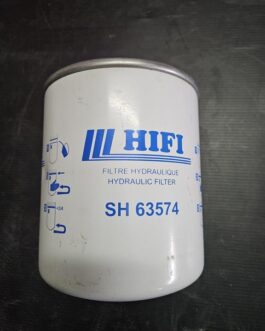 HIFI
FILTRE HYDRAULIQUE
HYDRAULIC FILTER
SH 63574